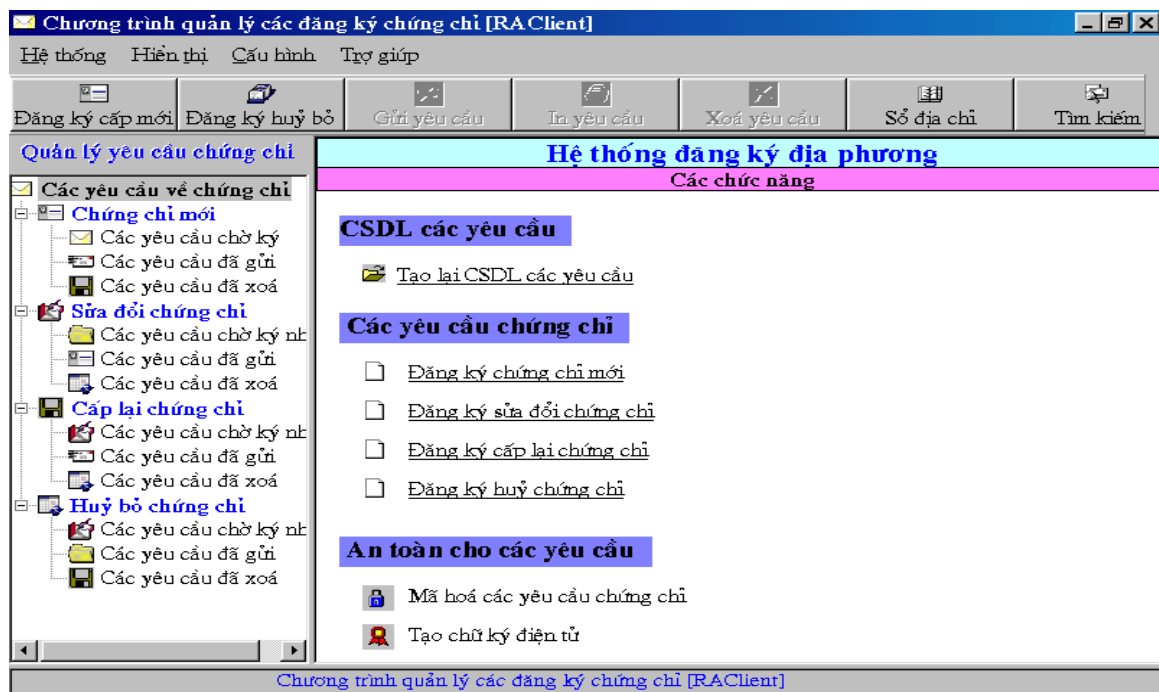 Chương trình quản lý các đăng ký chứng chỉ [RAClient]
Hệ thống Hiển thị Cấu hình Trợ giúp
Đăng ký cấp mới Đăng ký huỷ bỏ Gửi yêu cầu In yêu cầu Xoá yêu cầu Sổ địa chỉ Tìm kiếm
Quản lý yêu cầu chứng chỉ
Các yêu cầu về chứng chỉ
Chứng chỉ mới
Các yêu cầu chờ ký
Các yêu cầu đã gửi
Các yêu cầu đã xoá
Sửa đổi chứng chỉ
Các yêu cầu chờ ký nh
Các yêu cầu đã gửi
Các yêu cầu đã xoá
Cấp lại chứng chỉ
Các yêu cầu chờ ký nh
Các yêu cầu đã gửi
Các yêu cầu đã xoá
Huỷ bỏ chứng chỉ
Các yêu cầu chờ ký nh
Các yêu cầu đã gửi
Các yêu cầu đã xoá
Hệ thống đăng ký địa phương
Các chức năng
CSDL các yêu cầu
Tạo lại CSDL các yêu cầu
Các yêu cầu chứng chỉ
Đăng ký chứng chỉ mới
Đăng ký sửa đổi chứng chỉ
Đăng ký cấp lại chứng chỉ
Đăng ký huỷ chứng chỉ
An toàn cho các yêu cầu
Mã hoá các yêu cầu chứng chỉ
Tạo chữ ký điện tử
Chương trình quản lý các đăng ký chứng chỉ [RAClient]